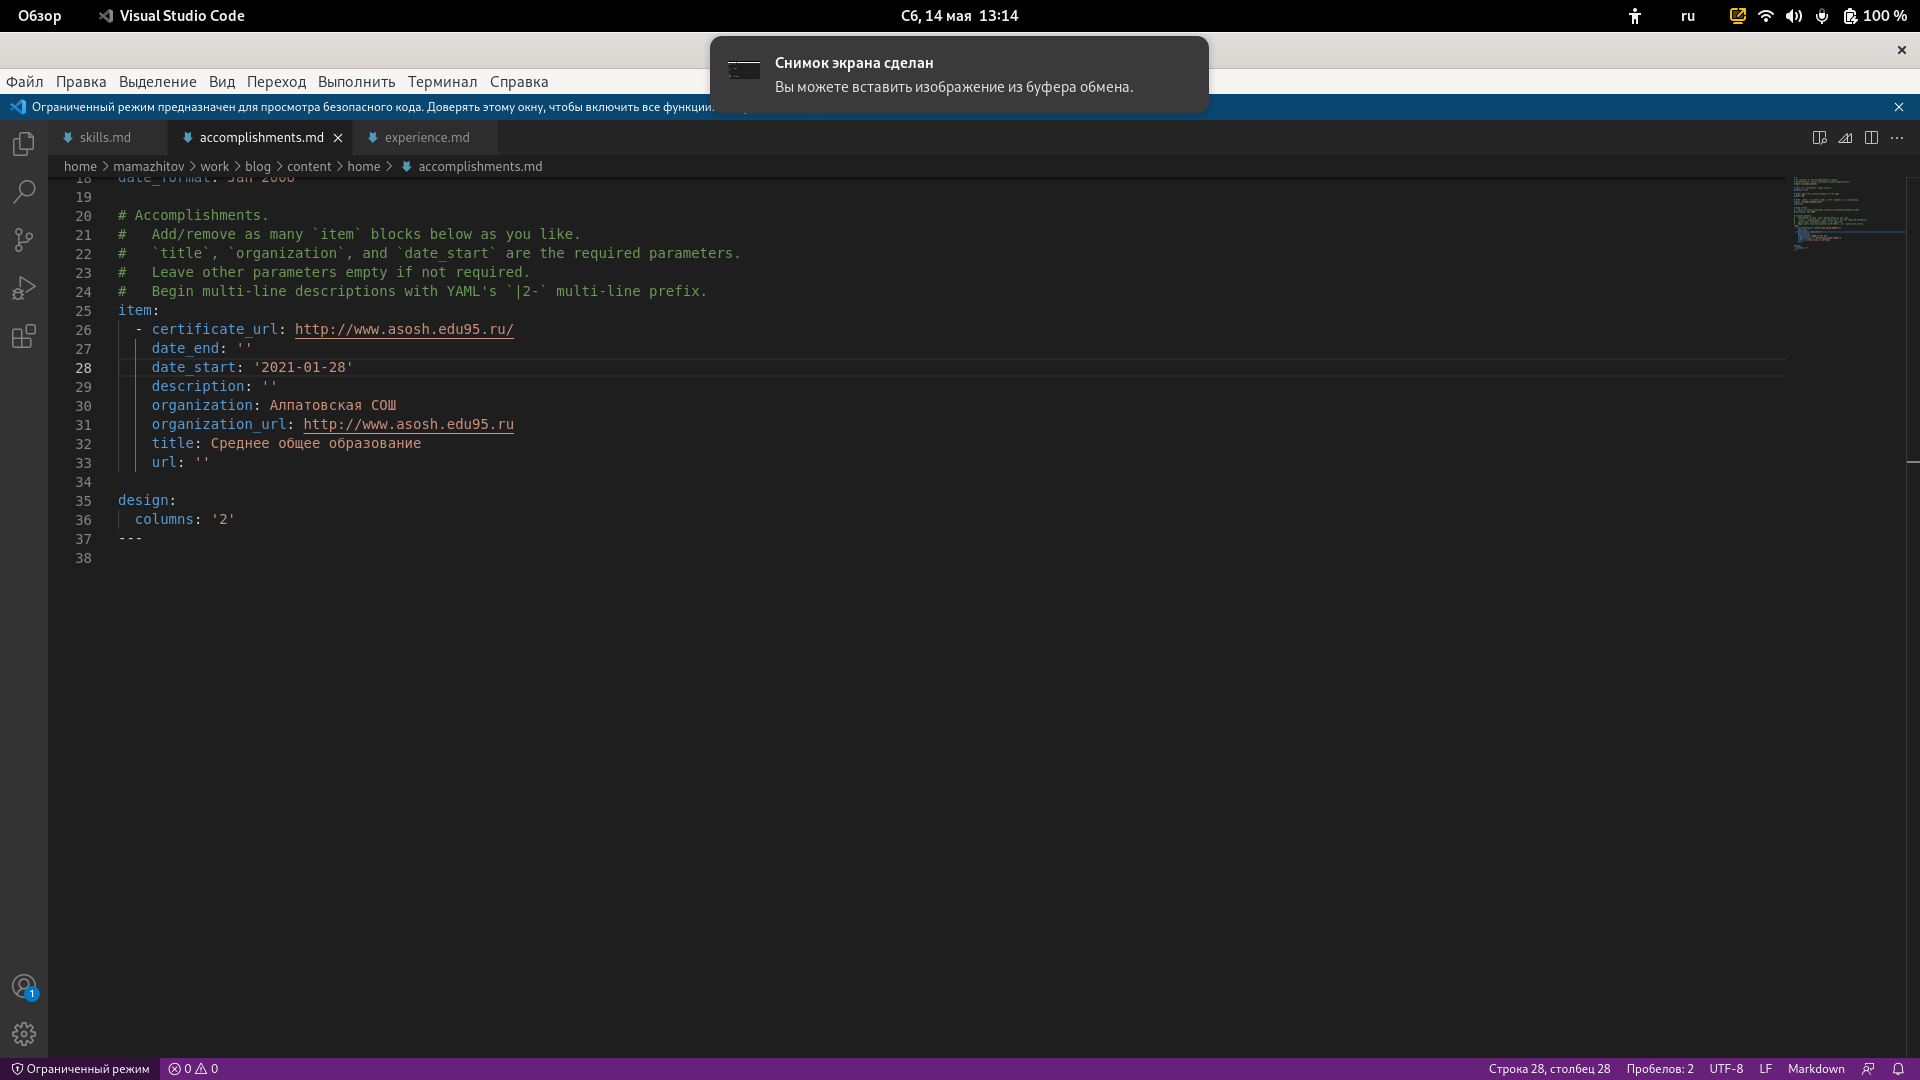 Обзор
Visual Studio Code
Сб, 14 мая 13:14
ru
100 %
Снимок экрана сделан
Вы можете вставить изображение из буфера обмена.
Файл Правка Выделение Вид Переход Выполнить Терминал Справка
Ограниченный режим предназначен для просмотра безопасного кода. Доверять этому окну, чтобы включить все функции.
skills.md
accomplishments.md
experience.md
home > mamazhitov > work > blog > content > home > accomplishments.md
18 date_format: Jan 2006
19
20 # Accomplishments.
21 #   Add/remove as many `item` blocks below as you like.
22 #   `title`, `organization`, and `date_start` are the required parameters.
23 #   Leave other parameters empty if not required.
24 #   Begin multi-line descriptions with YAML's `|2-` multi-line prefix.
25 item:
26   - certificate_url: http://www.asosh.edu95.ru/
27     date_end: ''
28     date_start: '2021-01-28'
29     description: ''
30     organization: Алпатовская СОШ
31     organization_url: http://www.asosh.edu95.ru
32     title: Среднее общее образование
33     url: ''
34
35 design:
36   columns: '2'
37 ---
38
1
Ограниченный режим
0
0
Строка 28, столбец 28
Пробелов: 2
UTF-8
LF
Markdown